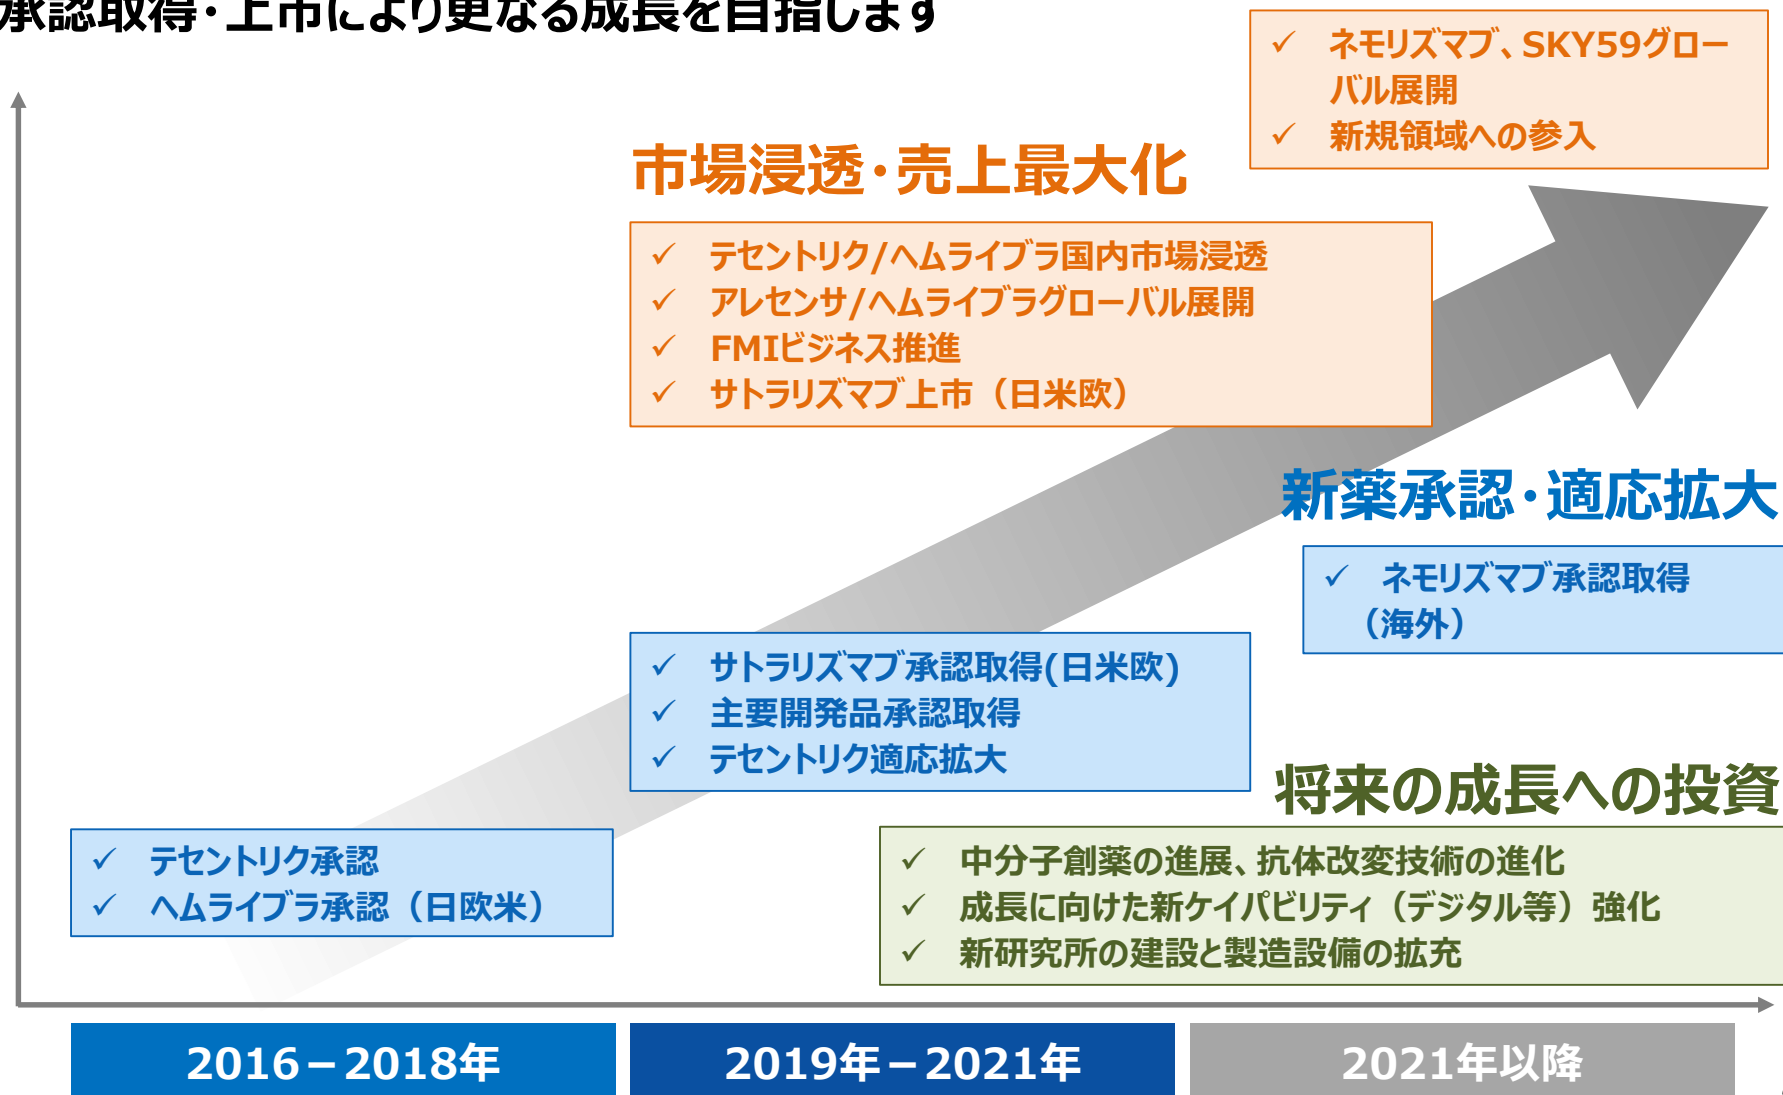 承認取得・上市により更なる成長を目指します
✓ ネモリズマブ、SKY59グロー
バル展開
✓ 新規領域への参入
市場浸透・売上最大化
✓ テセントリク/ヘムライブラ国内市場浸透
✓ アレセンサ/ヘムライブラグローバル展開
✓ FMIビジネス推進
✓ サトラリズマブ上市（日米欧）
新薬承認・適応拡大
✓ ネモリズマブ承認取得
（海外）
✓ サトラリズマブ承認取得(日米欧)
✓ 主要開発品承認取得
✓ テセントリク適応拡大
将来の成長への投資
✓ テセントリク承認
✓ ヘムライブラ承認（日欧米）
✓ 中分子創薬の進展、抗体改変技術の進化
✓ 成長に向けた新ケイパビリティ（デジタル等）強化
✓ 新研究所の建設と製造設備の拡充
2016－2018年
2019年－2021年
2021年以降